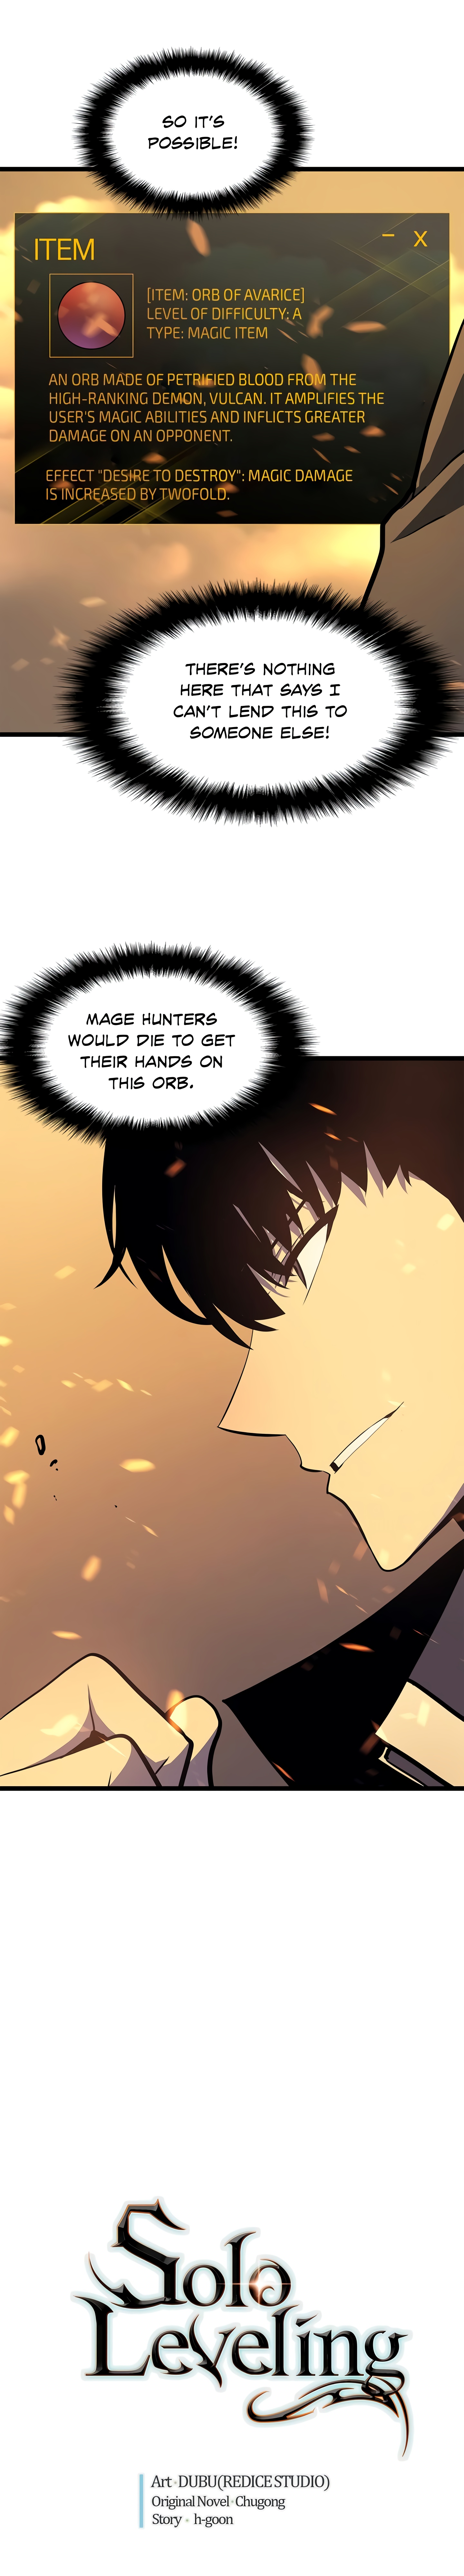 SO IT'S
POSSIBLE!
ITEM
– X
[ITEM: ORB OF AVARICE]
LEVEL OF DIFFICULTY: A
TYPE: MAGIC ITEM
AN ORB MADE OF PETRIFIED BLOOD FROM THE
HIGH-RANKING DEMON, VULCAN. IT AMPLIFIES THE
USER'S MAGIC ABILITIES AND INFLICTS GREATER
DAMAGE ON AN OPPONENT.
EFFECT "DESIRE TO DESTROY": MAGIC DAMAGE
IS INCREASED BY TWOFOLD.
THERE'S NOTHING
HERE THAT SAYS I
CAN'T LEND THIS TO
SOMEONE ELSE!
MAGE HUNTERS
WOULD DIE TO GET
THEIR HANDS ON
THIS ORB.
Solo
Leveling
Art · DUBU(REDICE STUDIO)
Original Novel · Chugong
Story · h-goon